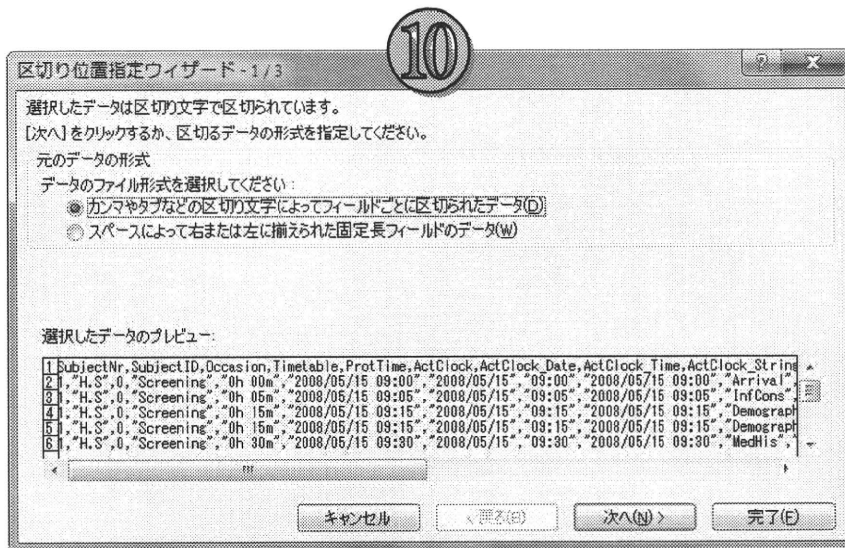 10
区切り位置指定ウィザード - 1 / 3
選択したデータは区切り文字で区切られています。
[次へ] をクリックするか、区切るデータの形式を指定してください。
元のデータの形式
データのファイル形式を選択してください:
カンマやタブなどの区切り文字によってフィールドごとに区切られたデータ(D)
スペースによって右または左に揃えられた固定長フィールドのデータ(W)
選択したデータのプレビュー:
1 SubjectNr,SubjectID,Occasion,Timetable,ProtTime,ActClock,ActClock_Date,ActClock_Time,ActClock_String
2 1,"H.S",0,"Screening","0h 00m","2008/05/15 09:00","2008/05/15","09:00","2008/05/15 09:00","Arrival",
3 1,"H.S",0,"Screening","0h 05m","2008/05/15 09:05","2008/05/15","09:05","2008/05/15 09:05","InfCons",
4 1,"H.S",0,"Screening","0h 15m","2008/05/15 09:15","2008/05/15","09:15","2008/05/15 09:15","Demograph
5 1,"H.S",0,"Screening","0h 15m","2008/05/15 09:15","2008/05/15","09:15","2008/05/15 09:15","Demograph
6 1,"H.S",0,"Screening","0h 30m","2008/05/15 09:30","2008/05/15","09:30","2008/05/15 09:30","MedHis","
キャンセル < 戻る(B) 次へ(N) > 完了(F)